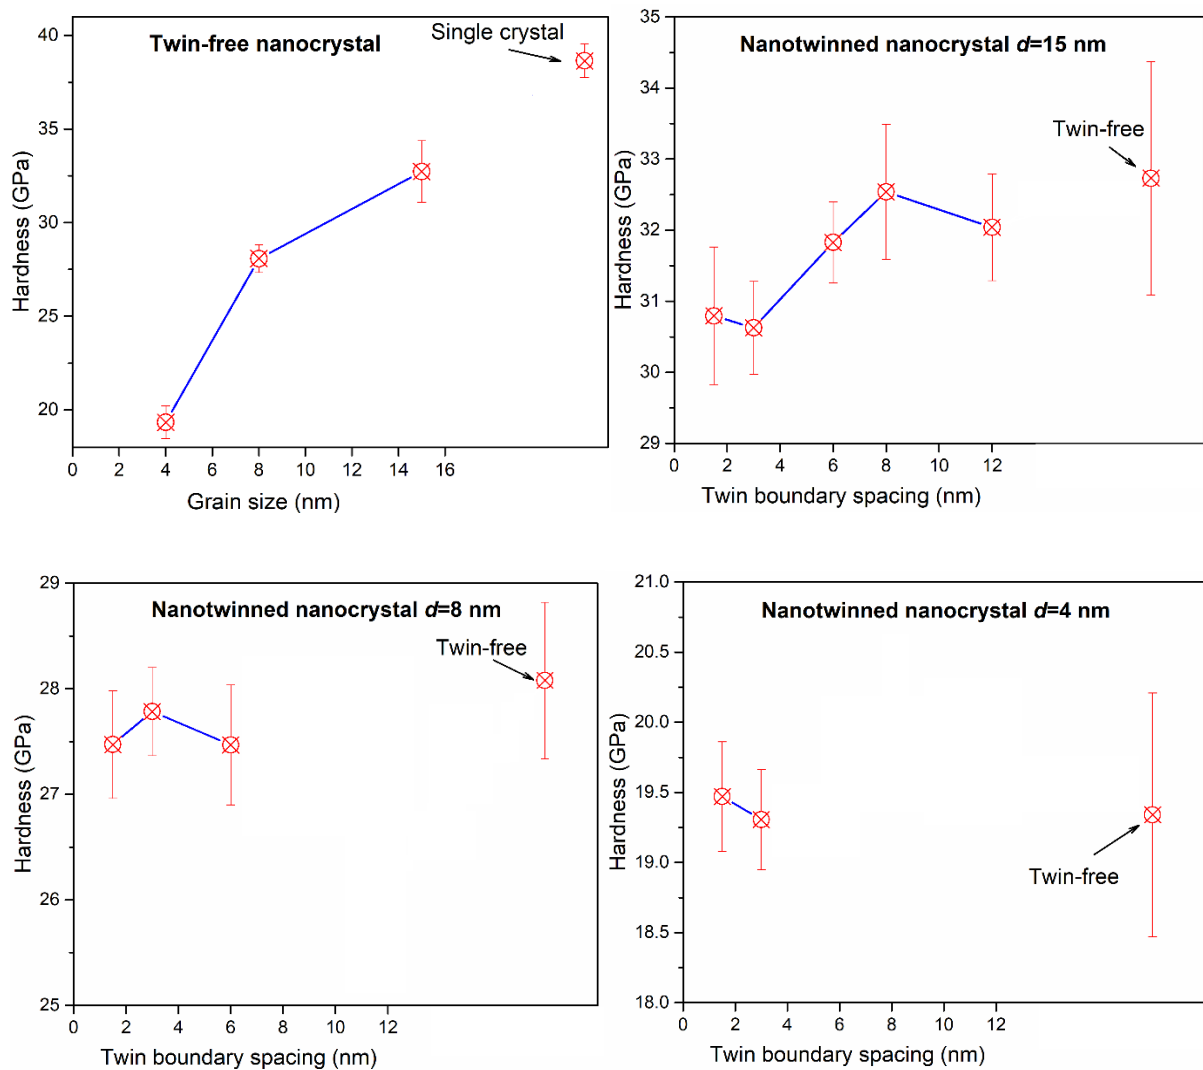 Twin-free nanocrystal
Single crystal
40
35
30
25
20
Hardness (GPa)
0 2 4 6 8 10 12 14 16
Grain size (nm)
Nanotwinned nanocrystal d=15 nm
Twin-free
35
34
33
32
31
30
29
Hardness (GPa)
0 2 4 6 8 10 12
Twin boundary spacing (nm)
Nanotwinned nanocrystal d=8 nm
Twin-free
29
28
27
26
25
Hardness (GPa)
0 2 4 6 8 10 12
Twin boundary spacing (nm)
Nanotwinned nanocrystal d=4 nm
21.0
20.5
20.0
19.5
19.0
18.5
18.0
Hardness (GPa)
Twin-free
0 2 4 6 8 10 12
Twin boundary spacing (nm)